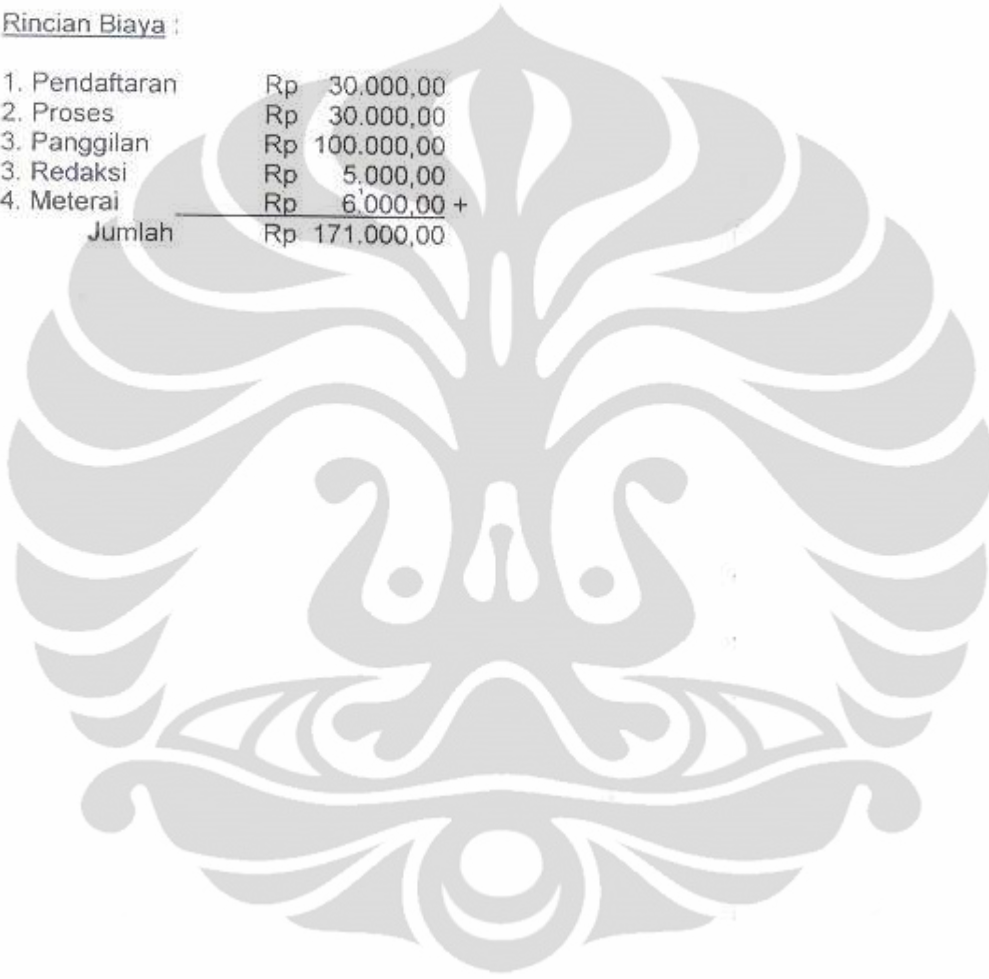 Rincian Biaya :
1. Pendaftaran Rp 30.000,00
2. Proses Rp 30.000,00
3. Panggilan Rp 100.000,00
3. Redaksi Rp 5.000,00
4. Meterai Rp 6.000,00 +
Jumlah Rp 171.000,00